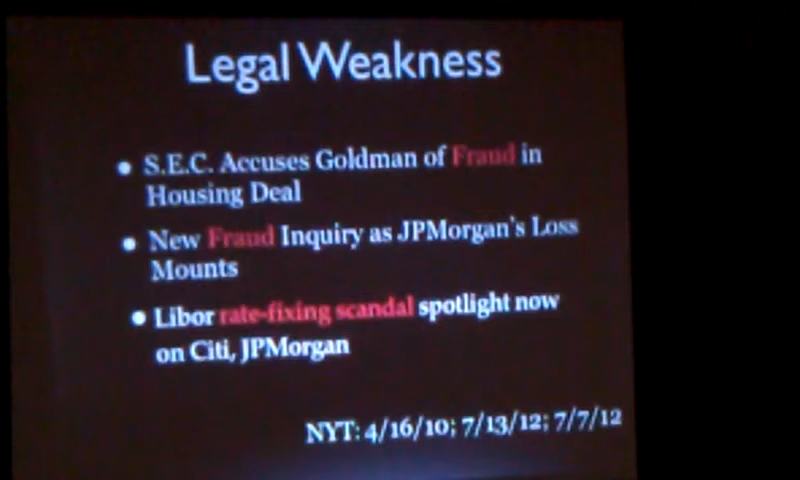 Legal Weakness
• S.E.C. Accuses Goldman of Fraud in
Housing Deal
• New Fraud Inquiry as JPMorgan's Loss
Mounts
• Libor rate-fixing scandal spotlight now
on Citi, JPMorgan
NYT: 4/16/10; 7/13/12; 7/7/12